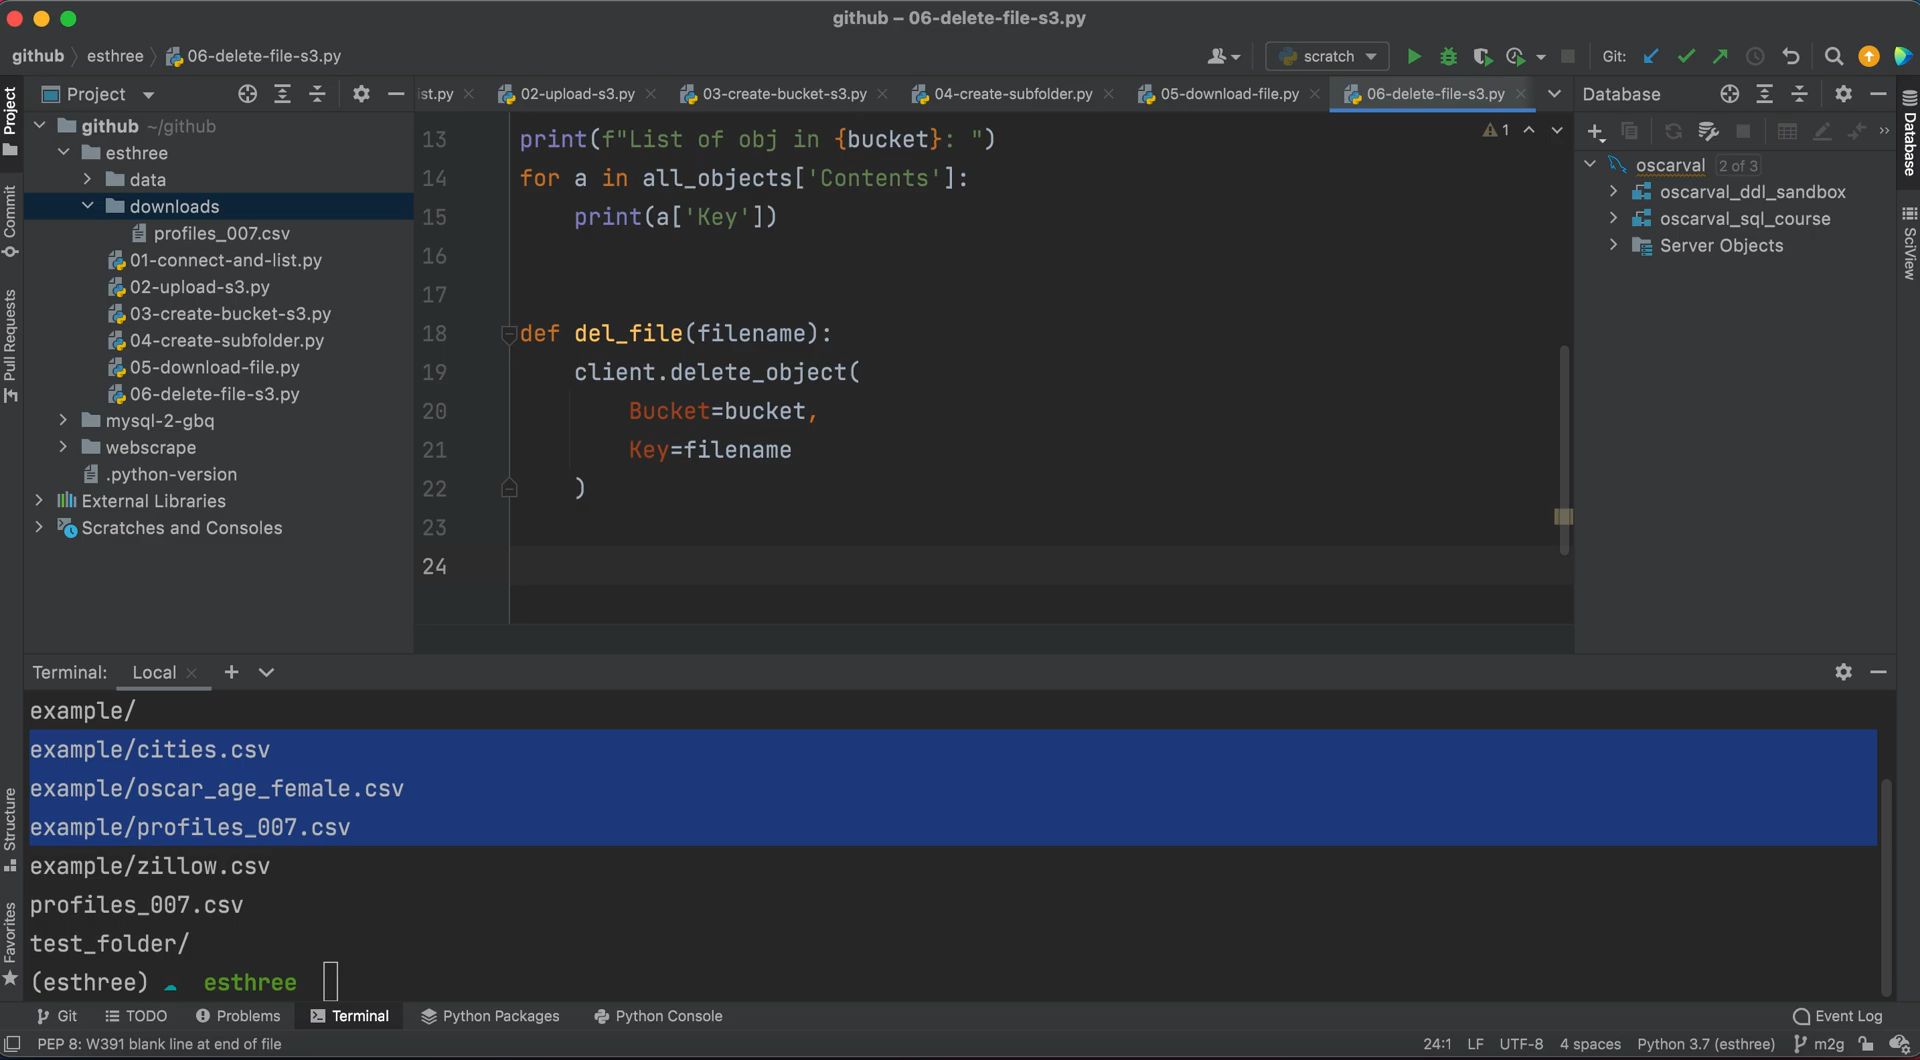 github – 06-delete-file-s3.py
github esthree 06-delete-file-s3.py
scratch
Git:
Project
ist.py
02-upload-s3.py
03-create-bucket-s3.py
04-create-subfolder.py
05-download-file.py
06-delete-file-s3.py
Database
Project
Commit
Pull Requests
Structure
Favorites
github ~/github
esthree
data
downloads
profiles_007.csv
01-connect-and-list.py
02-upload-s3.py
03-create-bucket-s3.py
04-create-subfolder.py
05-download-file.py
06-delete-file-s3.py
mysql-2-gbq
webscrape
.python-version
External Libraries
Scratches and Consoles
13 print(f"List of obj in {bucket}: ")
14 for a in all_objects['Contents']:
15 print(a['Key'])
16
17
18 def del_file(filename):
19 client.delete_object(
20 Bucket=bucket,
21 Key=filename
22 )
23
24
1
oscarval 2 of 3
oscarval_ddl_sandbox
oscarval_sql_course
Server Objects
Database
SciView
Terminal: Local
example/
example/cities.csv
example/oscar_age_female.csv
example/profiles_007.csv
example/zillow.csv
profiles_007.csv
test_folder/
(esthree) esthree
Git TODO Problems Terminal Python Packages Python Console Event Log
PEP 8: W391 blank line at end of file 24:1 LF UTF-8 4 spaces Python 3.7 (esthree) m2g